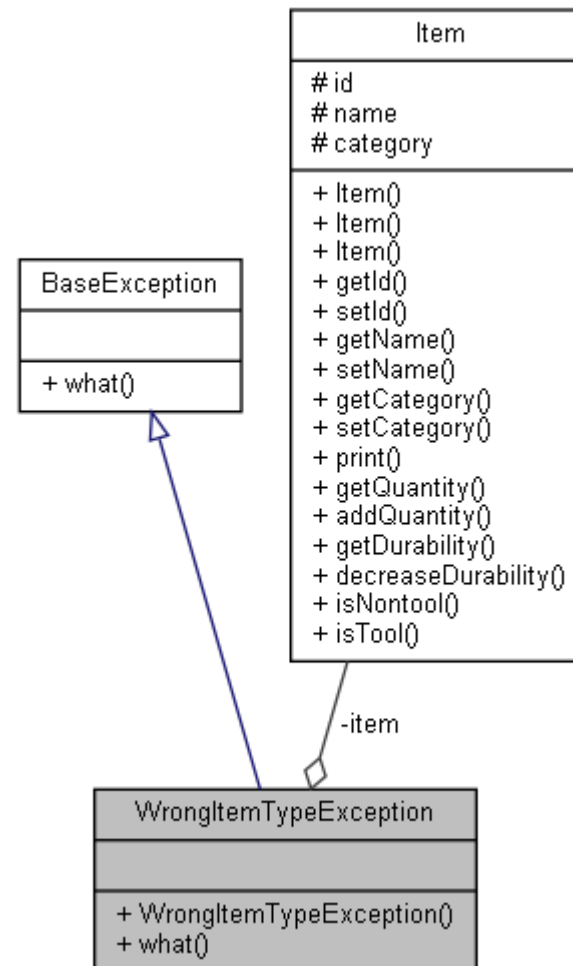 Item
# id
# name
# category
+ Item()
+ Item()
+ Item()
+ getId()
+ setId()
+ getName()
+ setName()
+ getCategory()
+ setCategory()
+ print()
+ getQuantity()
+ addQuantity()
+ getDurability()
+ decreaseDurability()
+ isNontool()
+ isTool()
BaseException
+ what()
-item
WrongItemTypeException
+ WrongItemTypeException()
+ what()